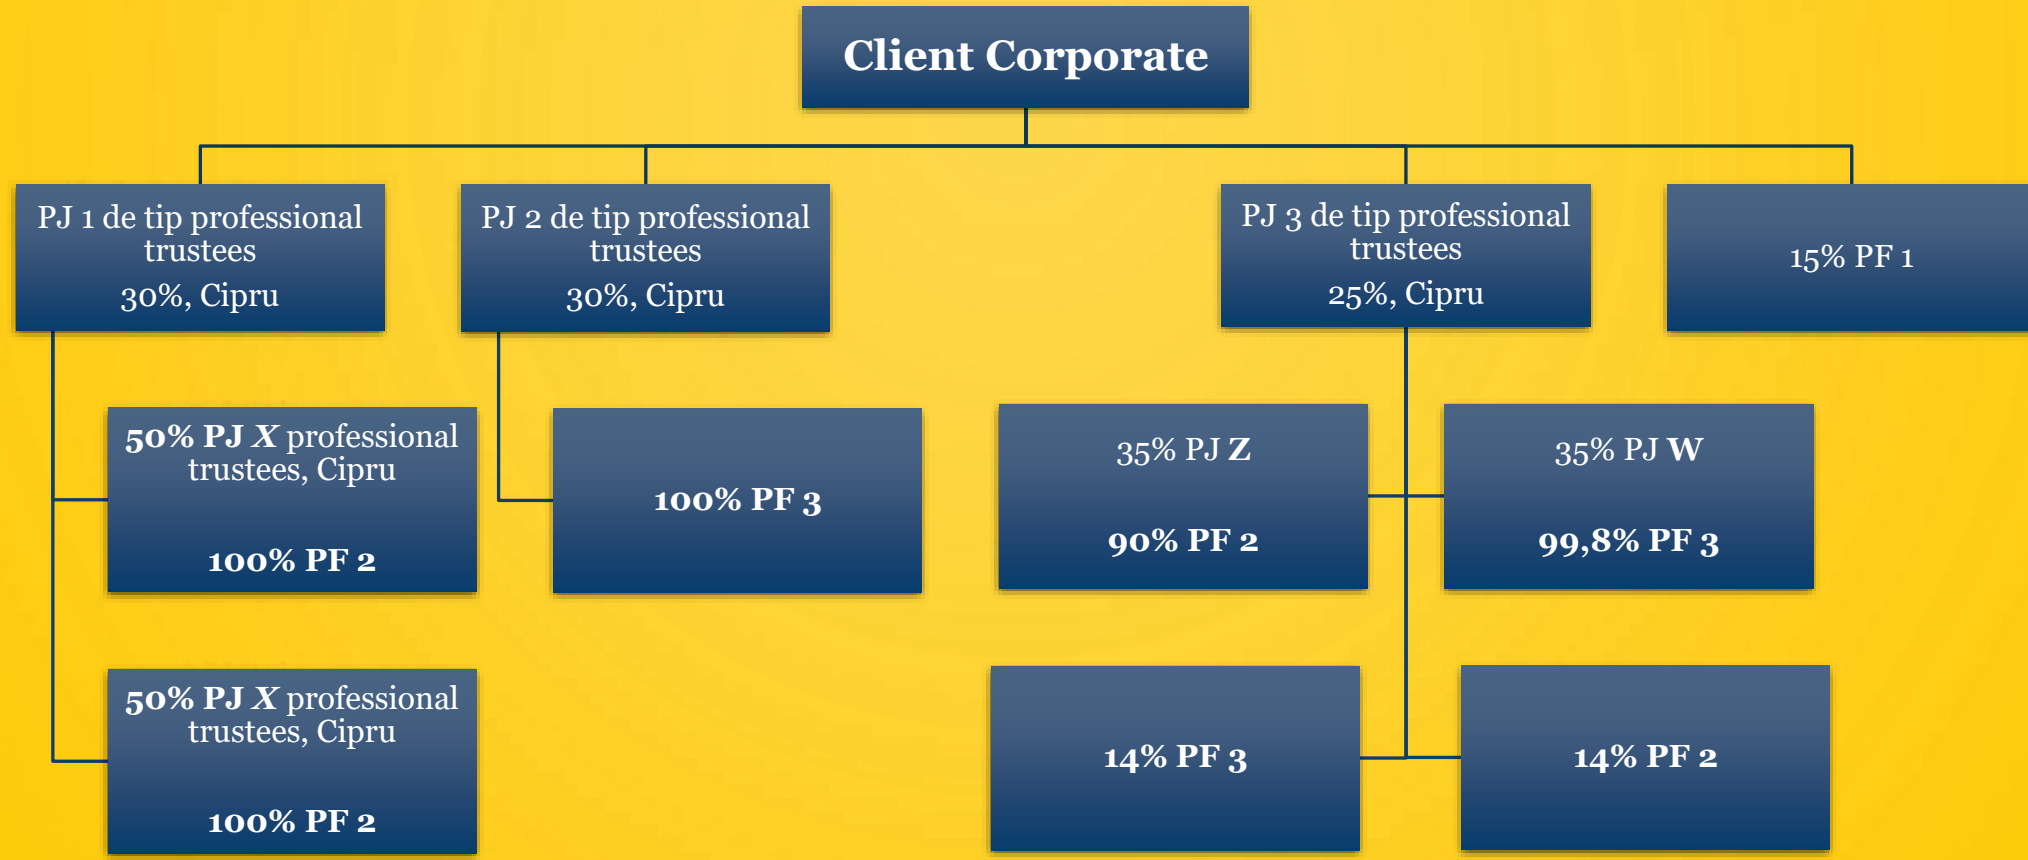 Client Corporate
PJ 1 de tip professional
trustees
30%, Cipru
PJ 2 de tip professional
trustees
30%, Cipru
PJ 3 de tip professional
trustees
25%, Cipru
15% PF 1
50% PJ X professional
trustees, Cipru
100% PF 2
100% PF 3
35% PJ Z
90% PF 2
35% PJ W
99,8% PF 3
50% PJ X professional
trustees, Cipru
100% PF 2
14% PF 3
14% PF 2